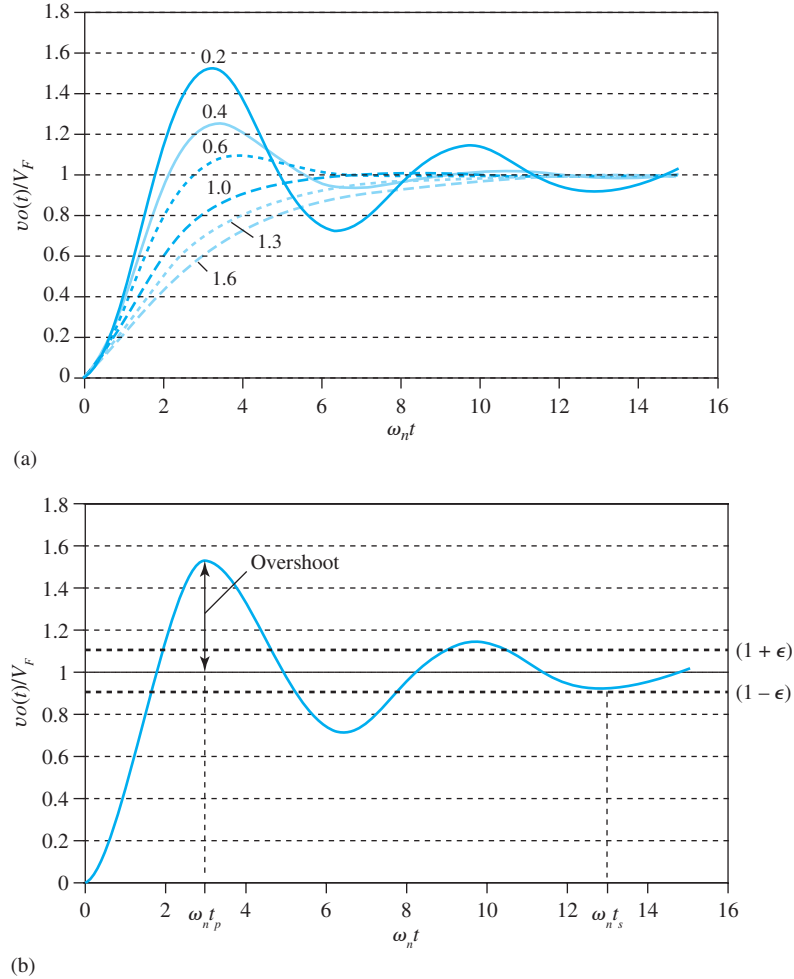 1.8
1.6
1.4
1.2
1
0.8
0.6
0.4
0.2
0
vo(t)/V_F
0.2
0.4
0.6
1.0
1.3
1.6
0 2 4 6 8 10 12 14 16
ω_n t
(a)
1.8
1.6
1.4
1.2
1
0.8
0.6
0.4
0.2
0
vo(t)/V_F
Overshoot
(1 + ϵ)
(1 − ϵ)
0 2 4 6 8 10 12 14 16
ω_n t_p
ω_n t
ω_n t_s
(b)